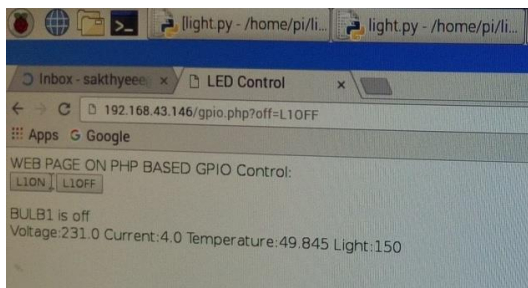 [light.py - /home/pi/li... light.py - /home/pi/li...
Inbox - sakthyeee LED Control
192.168.43.146/gpio.php?off=L1OFF
Apps G Google
WEB PAGE ON PHP BASED GPIO Control:
L1ON L1OFF
BULB1 is off
Voltage:231.0 Current:4.0 Temperature:49.845 Light:150